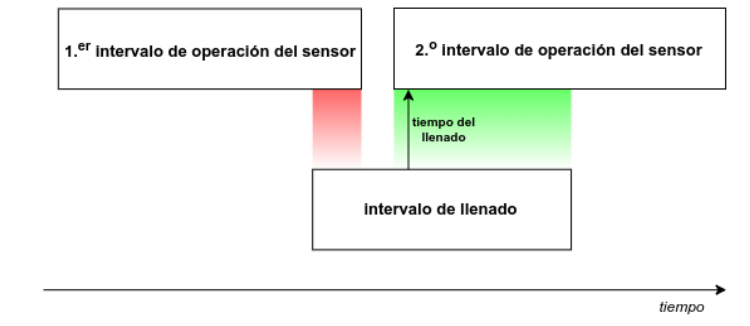 1.er intervalo de operación del sensor
2.o intervalo de operación del sensor
tiempo del
llenado
intervalo de llenado
tiempo